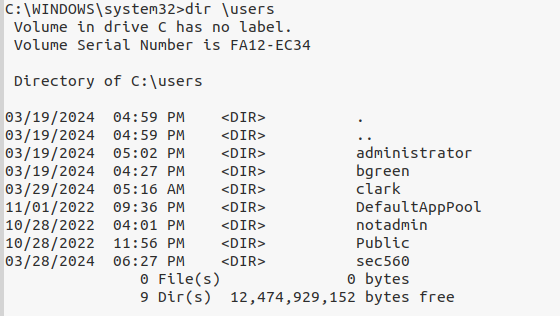 C:\WINDOWS\system32>dir \users
 Volume in drive C has no label.
 Volume Serial Number is FA12-EC34

 Directory of C:\users

03/19/2024  04:59 PM    <DIR>          .
03/19/2024  04:59 PM    <DIR>          ..
03/19/2024  05:02 PM    <DIR>          administrator
03/19/2024  04:27 PM    <DIR>          bgreen
03/29/2024  05:16 AM    <DIR>          clark
11/01/2022  09:36 PM    <DIR>          DefaultAppPool
10/28/2022  04:01 PM    <DIR>          notadmin
10/28/2022  11:56 PM    <DIR>          Public
03/28/2024  06:27 PM    <DIR>          sec560
               0 File(s)              0 bytes
               9 Dir(s)  12,474,929,152 bytes free